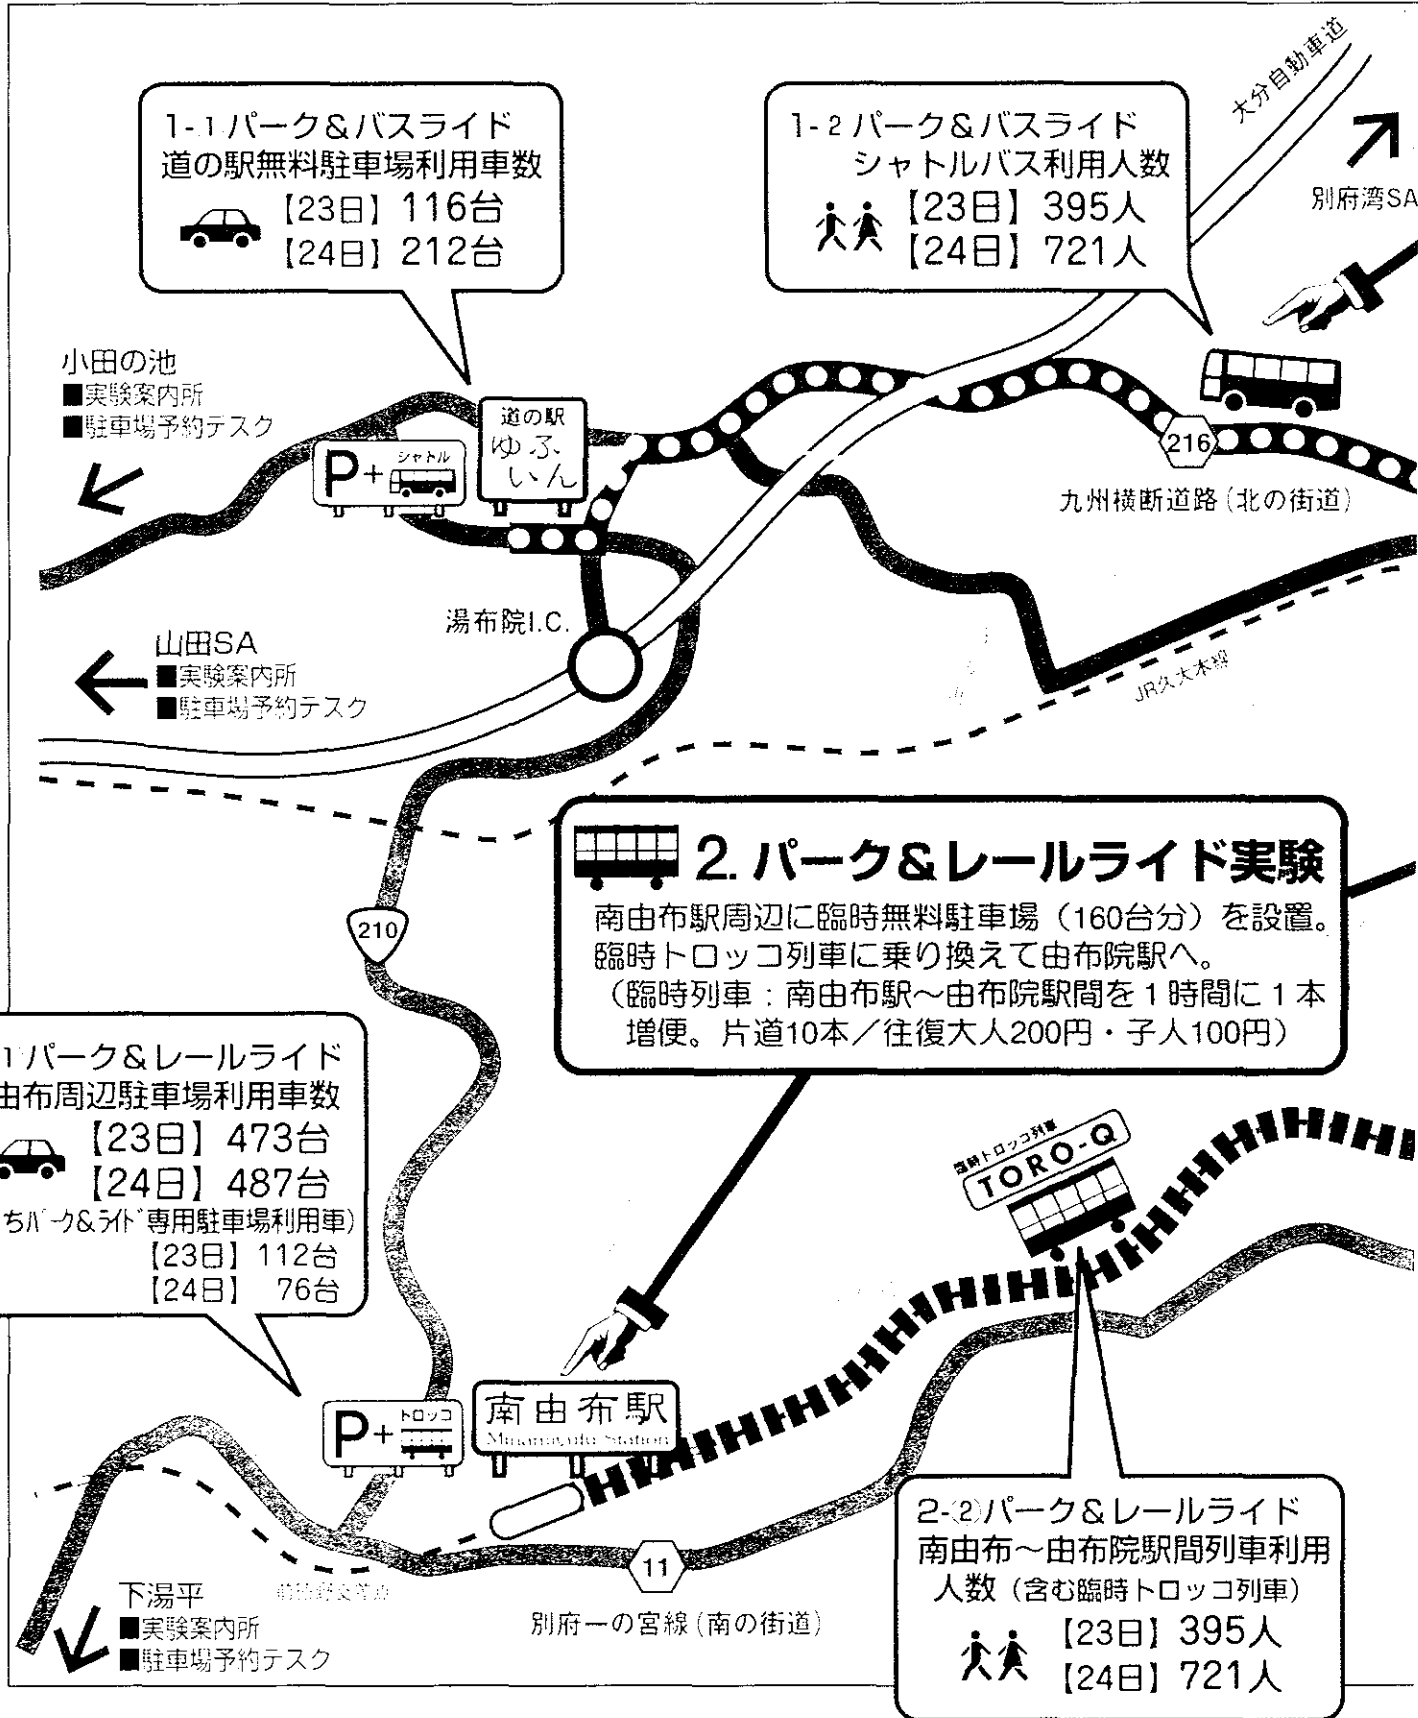 大分自動車道
別府湾SA
1-1パーク&バスライド
道の駅無料駐車場利用車数
【23日】116台
【24日】212台
1-2パーク&バスライド
シャトルバス利用人数
【23日】395人
【24日】721人
小田の池
■実験案内所
■駐車場予約テスク
P+シャトル
道の駅
ゆふ
いん
216
九州横断道路(北の街道)
湯布院I.C.
山田SA
■実験案内所
■駐車場予約テスク
JR久大本線
2.パーク&レールライド実験
南由布駅周辺に臨時無料駐車場(160台分)を設置。
臨時トロッコ列車に乗り換えて由布院駅へ。
(臨時列車:南由布駅〜由布院駅間を1時間に1本
増便。片道10本/往復大人200円・子人100円)
210
1パーク&レールライド
由布周辺駐車場利用車数
【23日】473台
【24日】487台
ちパーク&ライド専用駐車場利用車)
【23日】112台
【24日】 76台
臨時トロッコ列車
TORO-Q
P+トロッコ
南由布駅
Minamiyufu Station
2-(2)パーク&レールライド
南由布〜由布院駅間列車利用
人数(含む臨時トロッコ列車)
【23日】395人
【24日】721人
11
別府一の宮線(南の街道)
下湯平
■実験案内所
■駐車場予約テスク